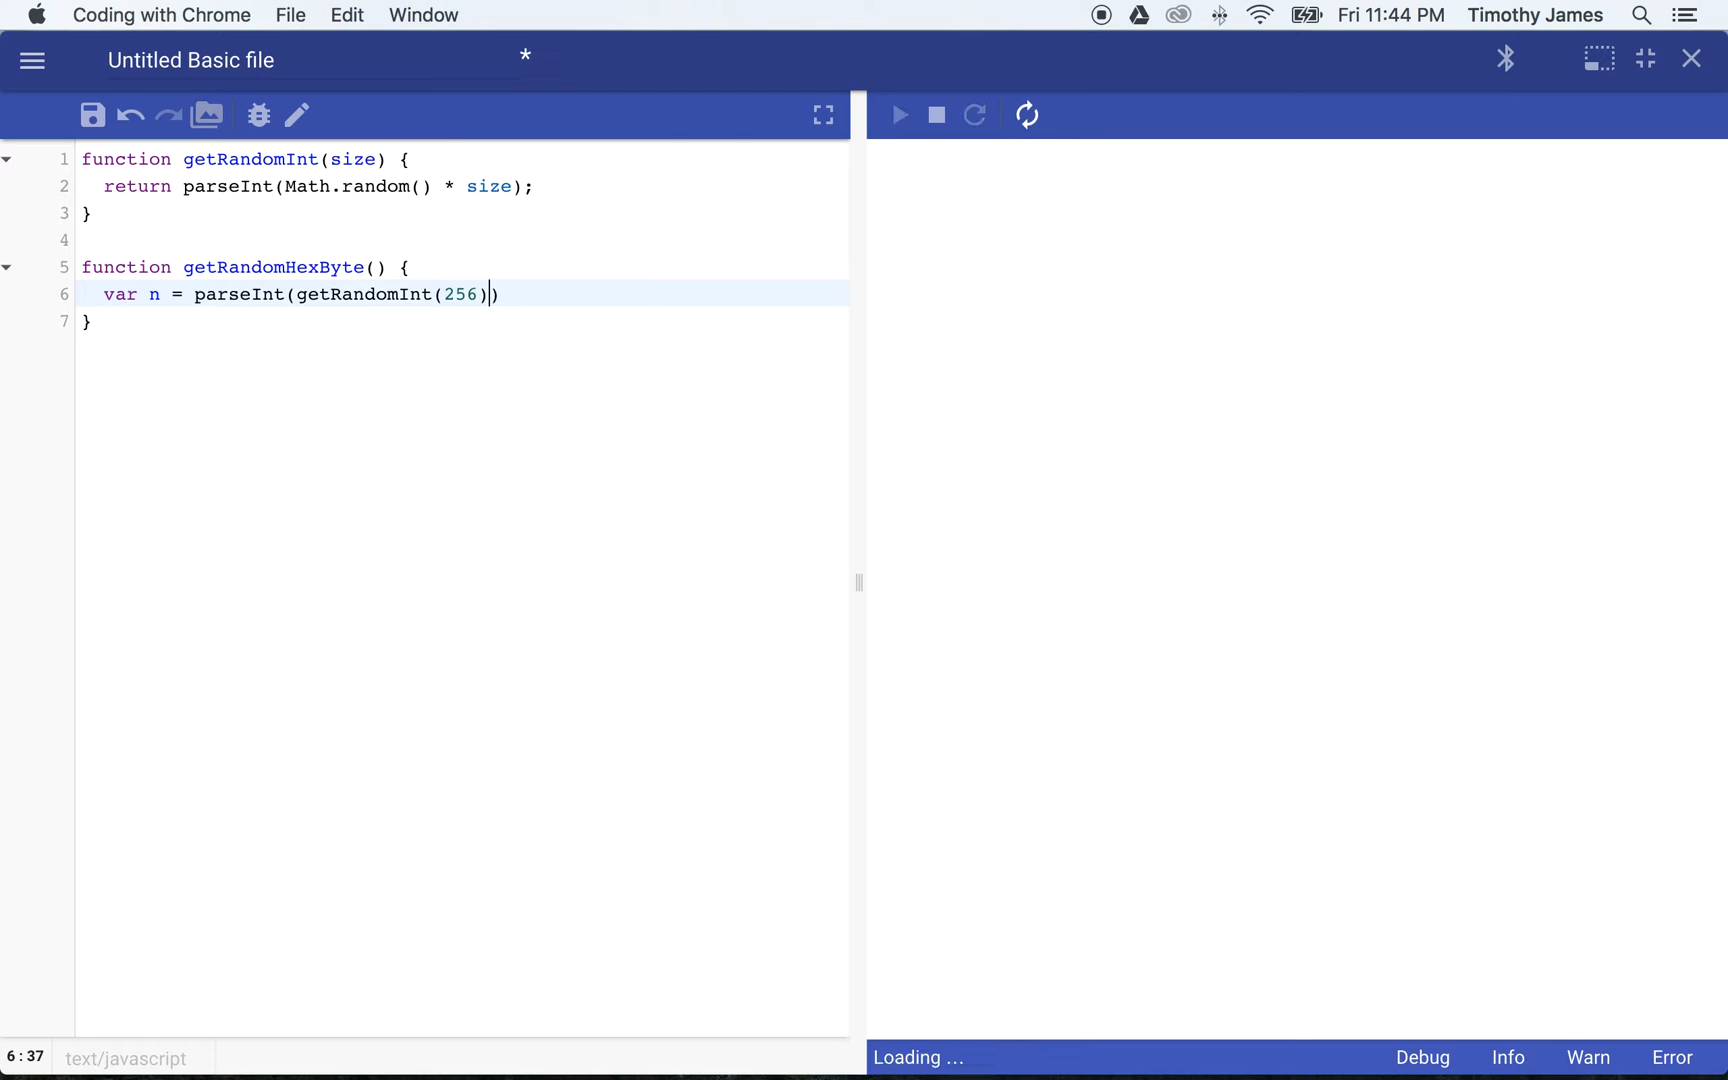 Coding with Chrome File Edit Window Fri 11:44 PM Timothy James
Untitled Basic file *
1 function getRandomInt(size) {
2 return parseInt(Math.random() * size);
3 }
4
5 function getRandomHexByte() {
6 var n = parseInt(getRandomInt(256))
7 }
6 : 37 text/javascript Loading ... Debug Info Warn Error